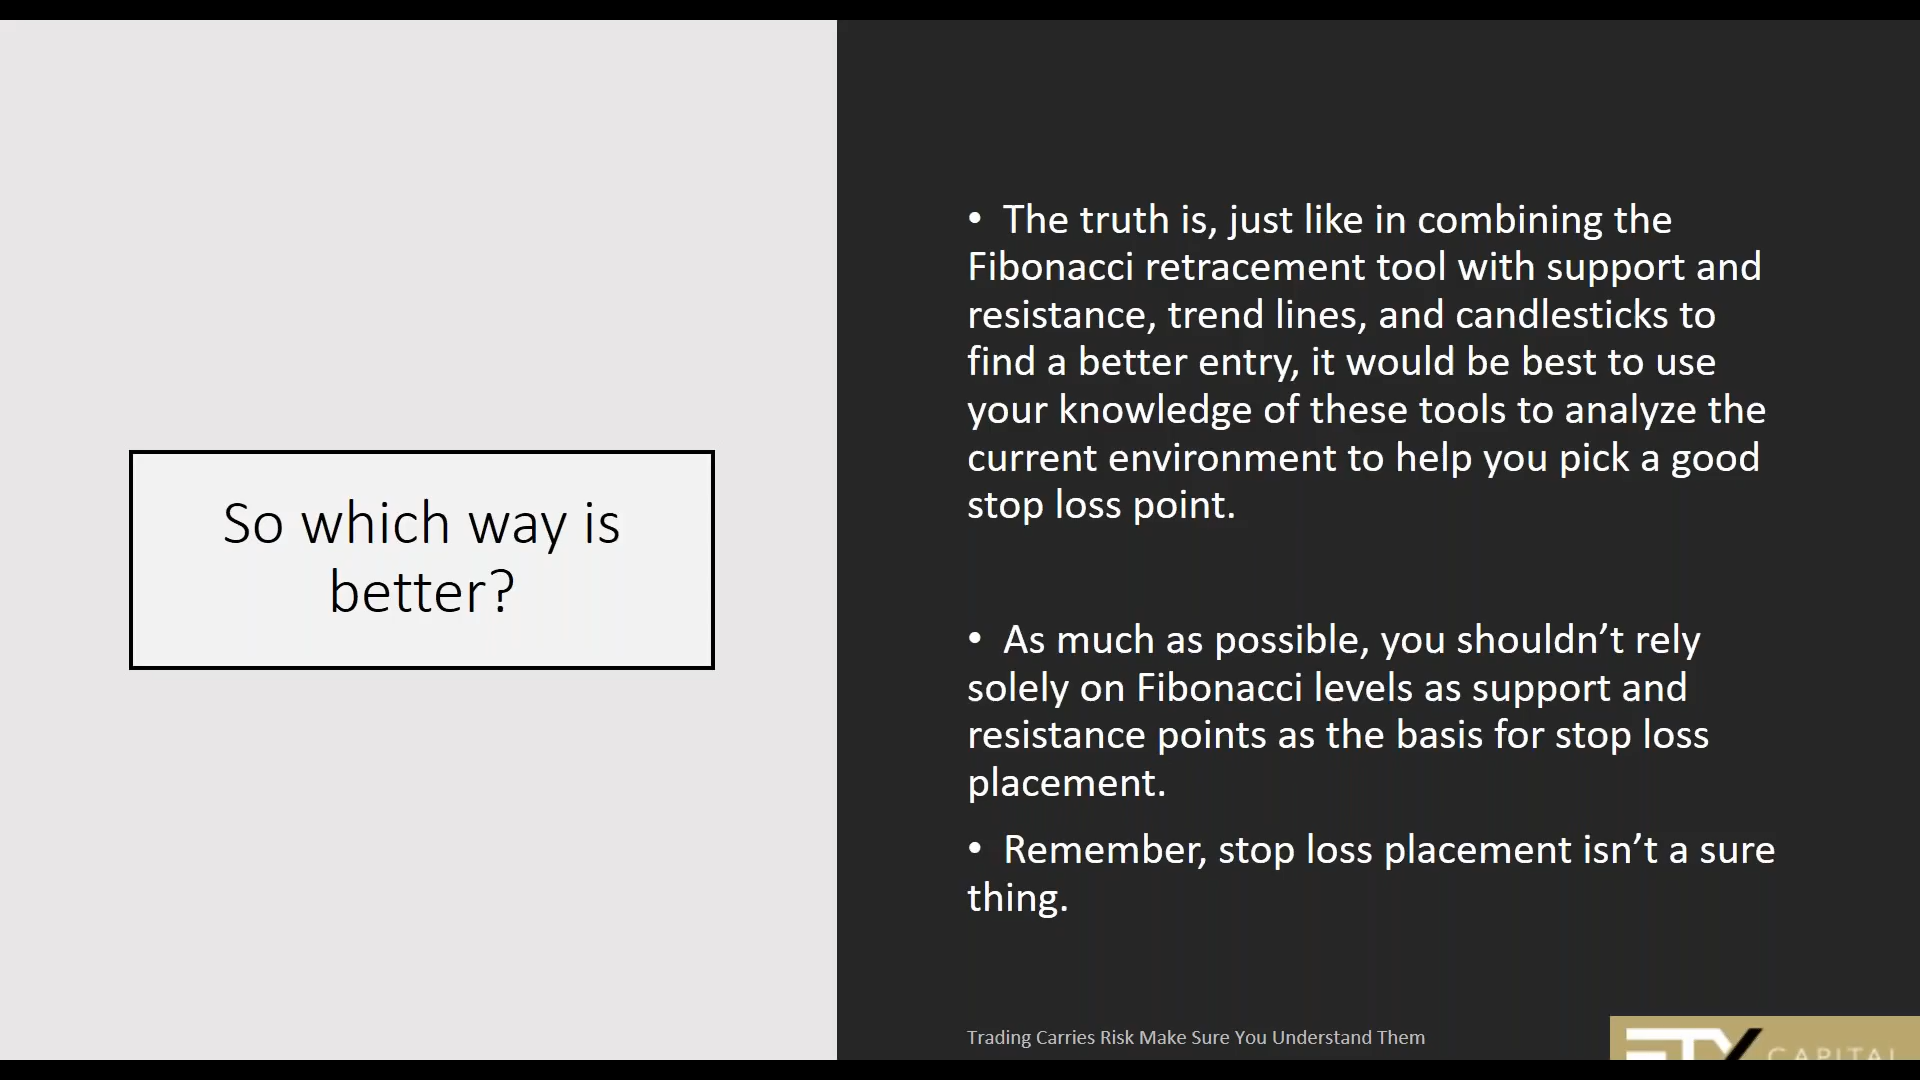 So which way is
better?
• The truth is, just like in combining the
Fibonacci retracement tool with support and
resistance, trend lines, and candlesticks to
find a better entry, it would be best to use
your knowledge of these tools to analyze the
current environment to help you pick a good
stop loss point.
• As much as possible, you shouldn’t rely
solely on Fibonacci levels as support and
resistance points as the basis for stop loss
placement.
• Remember, stop loss placement isn’t a sure
thing.
Trading Carries Risk Make Sure You Understand Them
CAPITAL